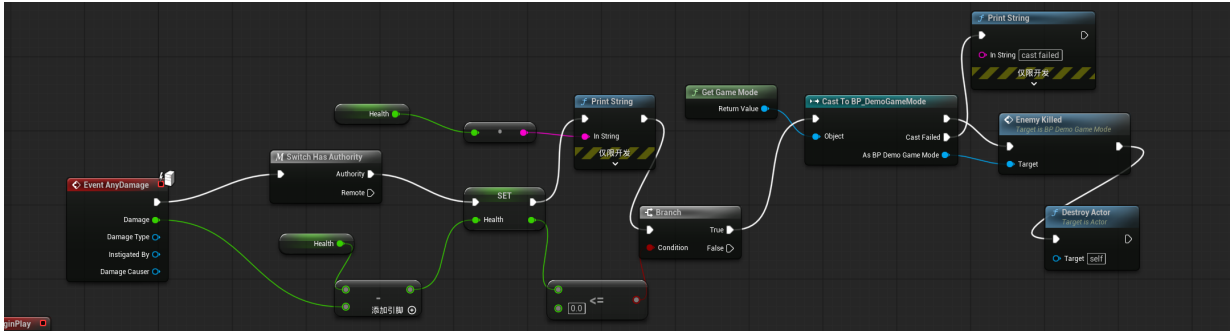 Event AnyDamage
Damage
Damage Type
Instigated By
Damage Causer
ginPlay
Switch Has Authority
Authority
Remote
Health
Health
-
添加引脚
SET
Health
Print String
In String
仅限开发
0.0 <=
Branch
True
Condition False
Get Game Mode
Return Value
Cast To BP_DemoGameMode
Object Cast Failed
As BP Demo Game Mode
Print String
In String cast failed
仅限开发
Enemy Killed
Target is BP Demo Game Mode
Target
Destroy Actor
Target is Actor
Target self